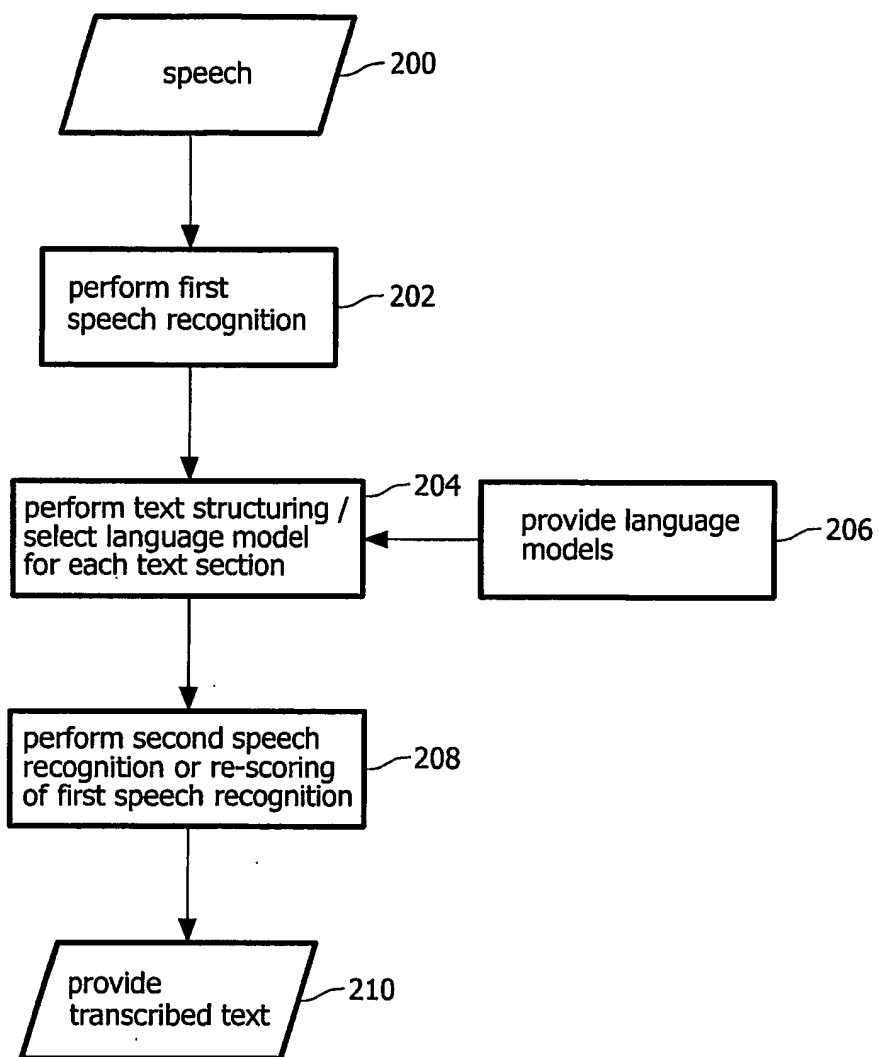 speech
200
perform first
speech recognition
202
perform text structuring /
select language model
for each text section
204
provide language
models
206
perform second speech
recognition or re-scoring
of first speech recognition
208
provide
transcribed text
210